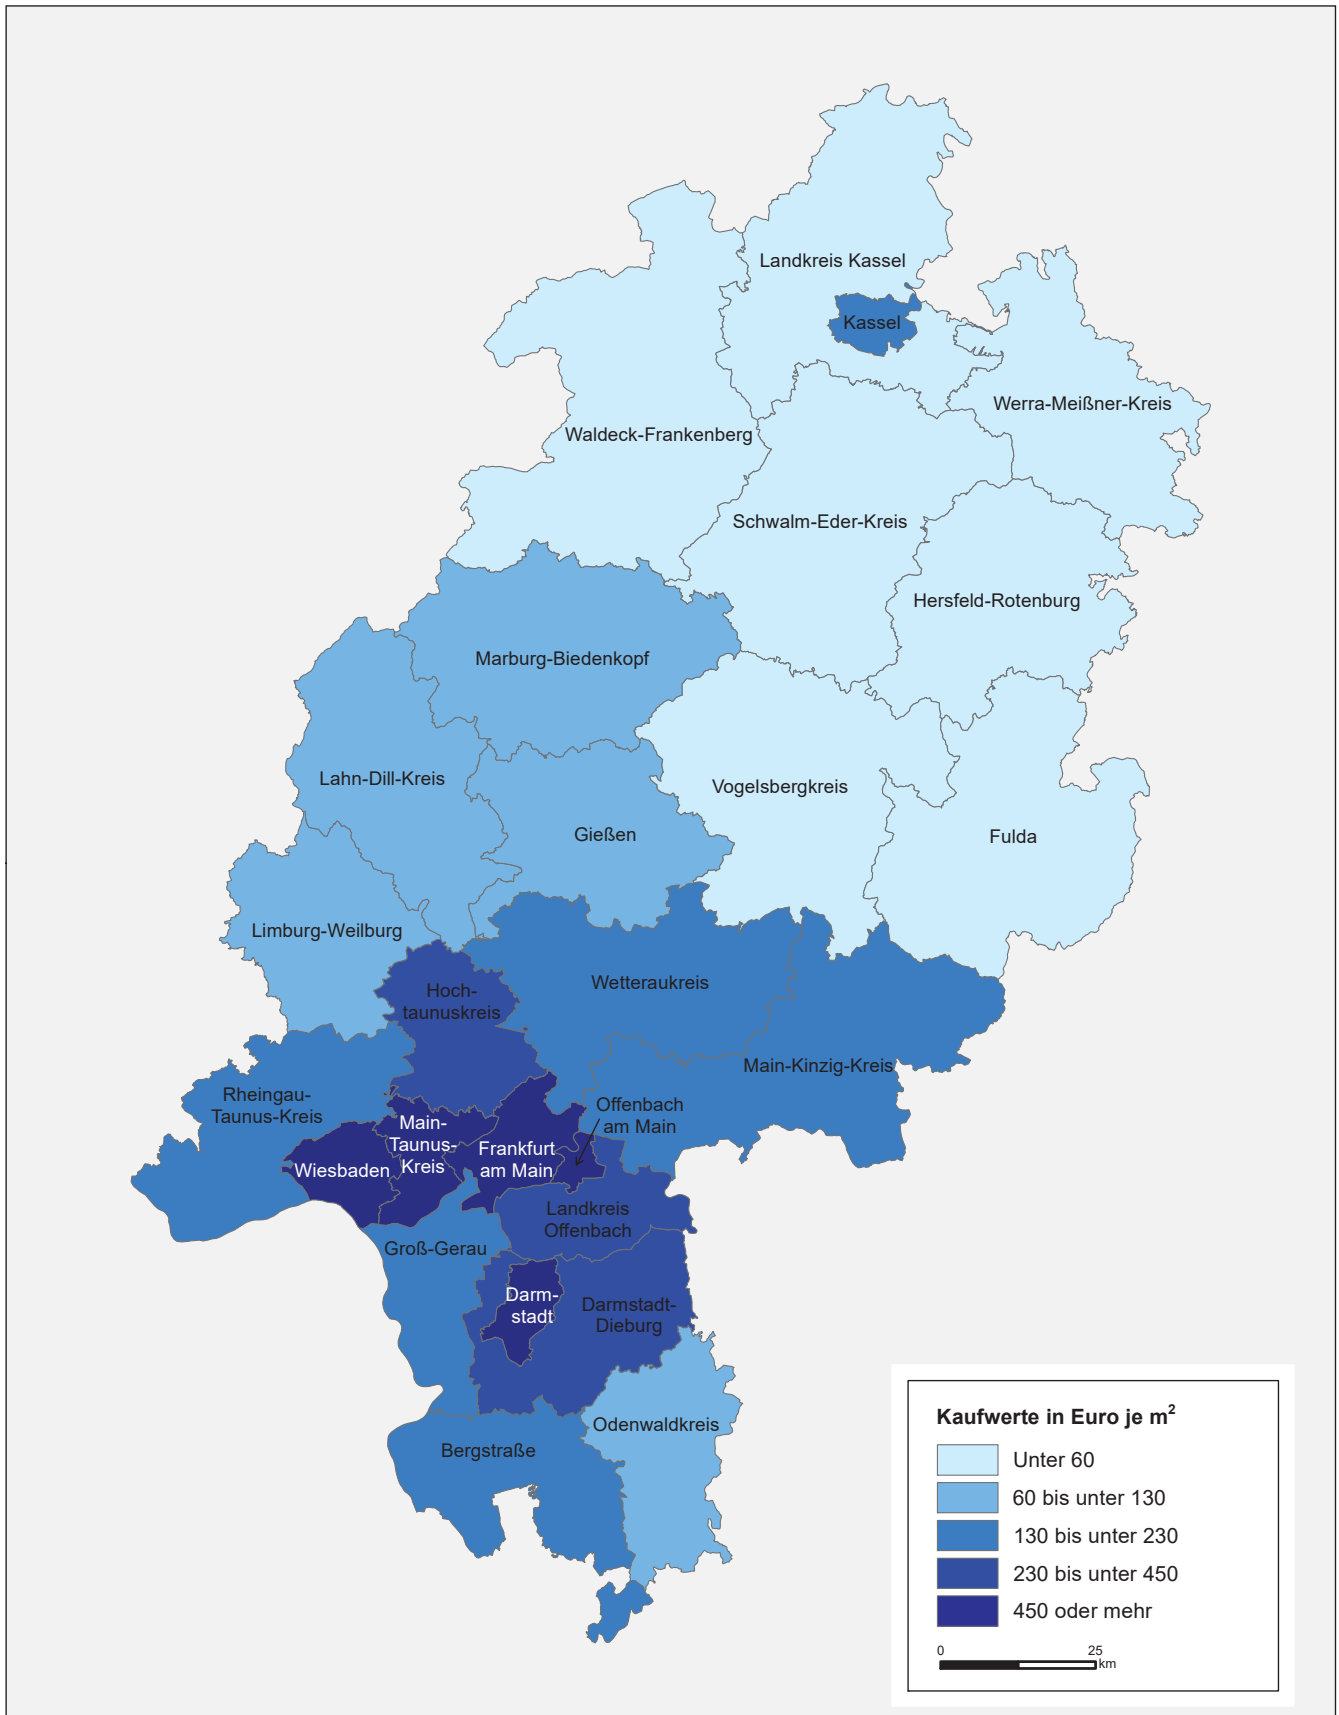 Landkreis Kassel
Kassel
Werra-Meißner-Kreis
Waldeck-Frankenberg
Schwalm-Eder-Kreis
Hersfeld-Rotenburg
Marburg-Biedenkopf
Lahn-Dill-Kreis
Vogelsbergkreis
Gießen
Fulda
Limburg-Weilburg
Wetteraukreis
Hoch-
taunuskreis
Main-Kinzig-Kreis
Rheingau-
Taunus-Kreis
Offenbach
am Main
Main-
Taunus-
Kreis
Frankfurt
am Main
Wiesbaden
Landkreis
Offenbach
Groß-Gerau
Darm-
stadt
Darmstadt-
Dieburg
Odenwaldkreis
Bergstraße
Kaufwerte in Euro je m²
Unter 60
60 bis unter 130
130 bis unter 230
230 bis unter 450
450 oder mehr
0 25
km